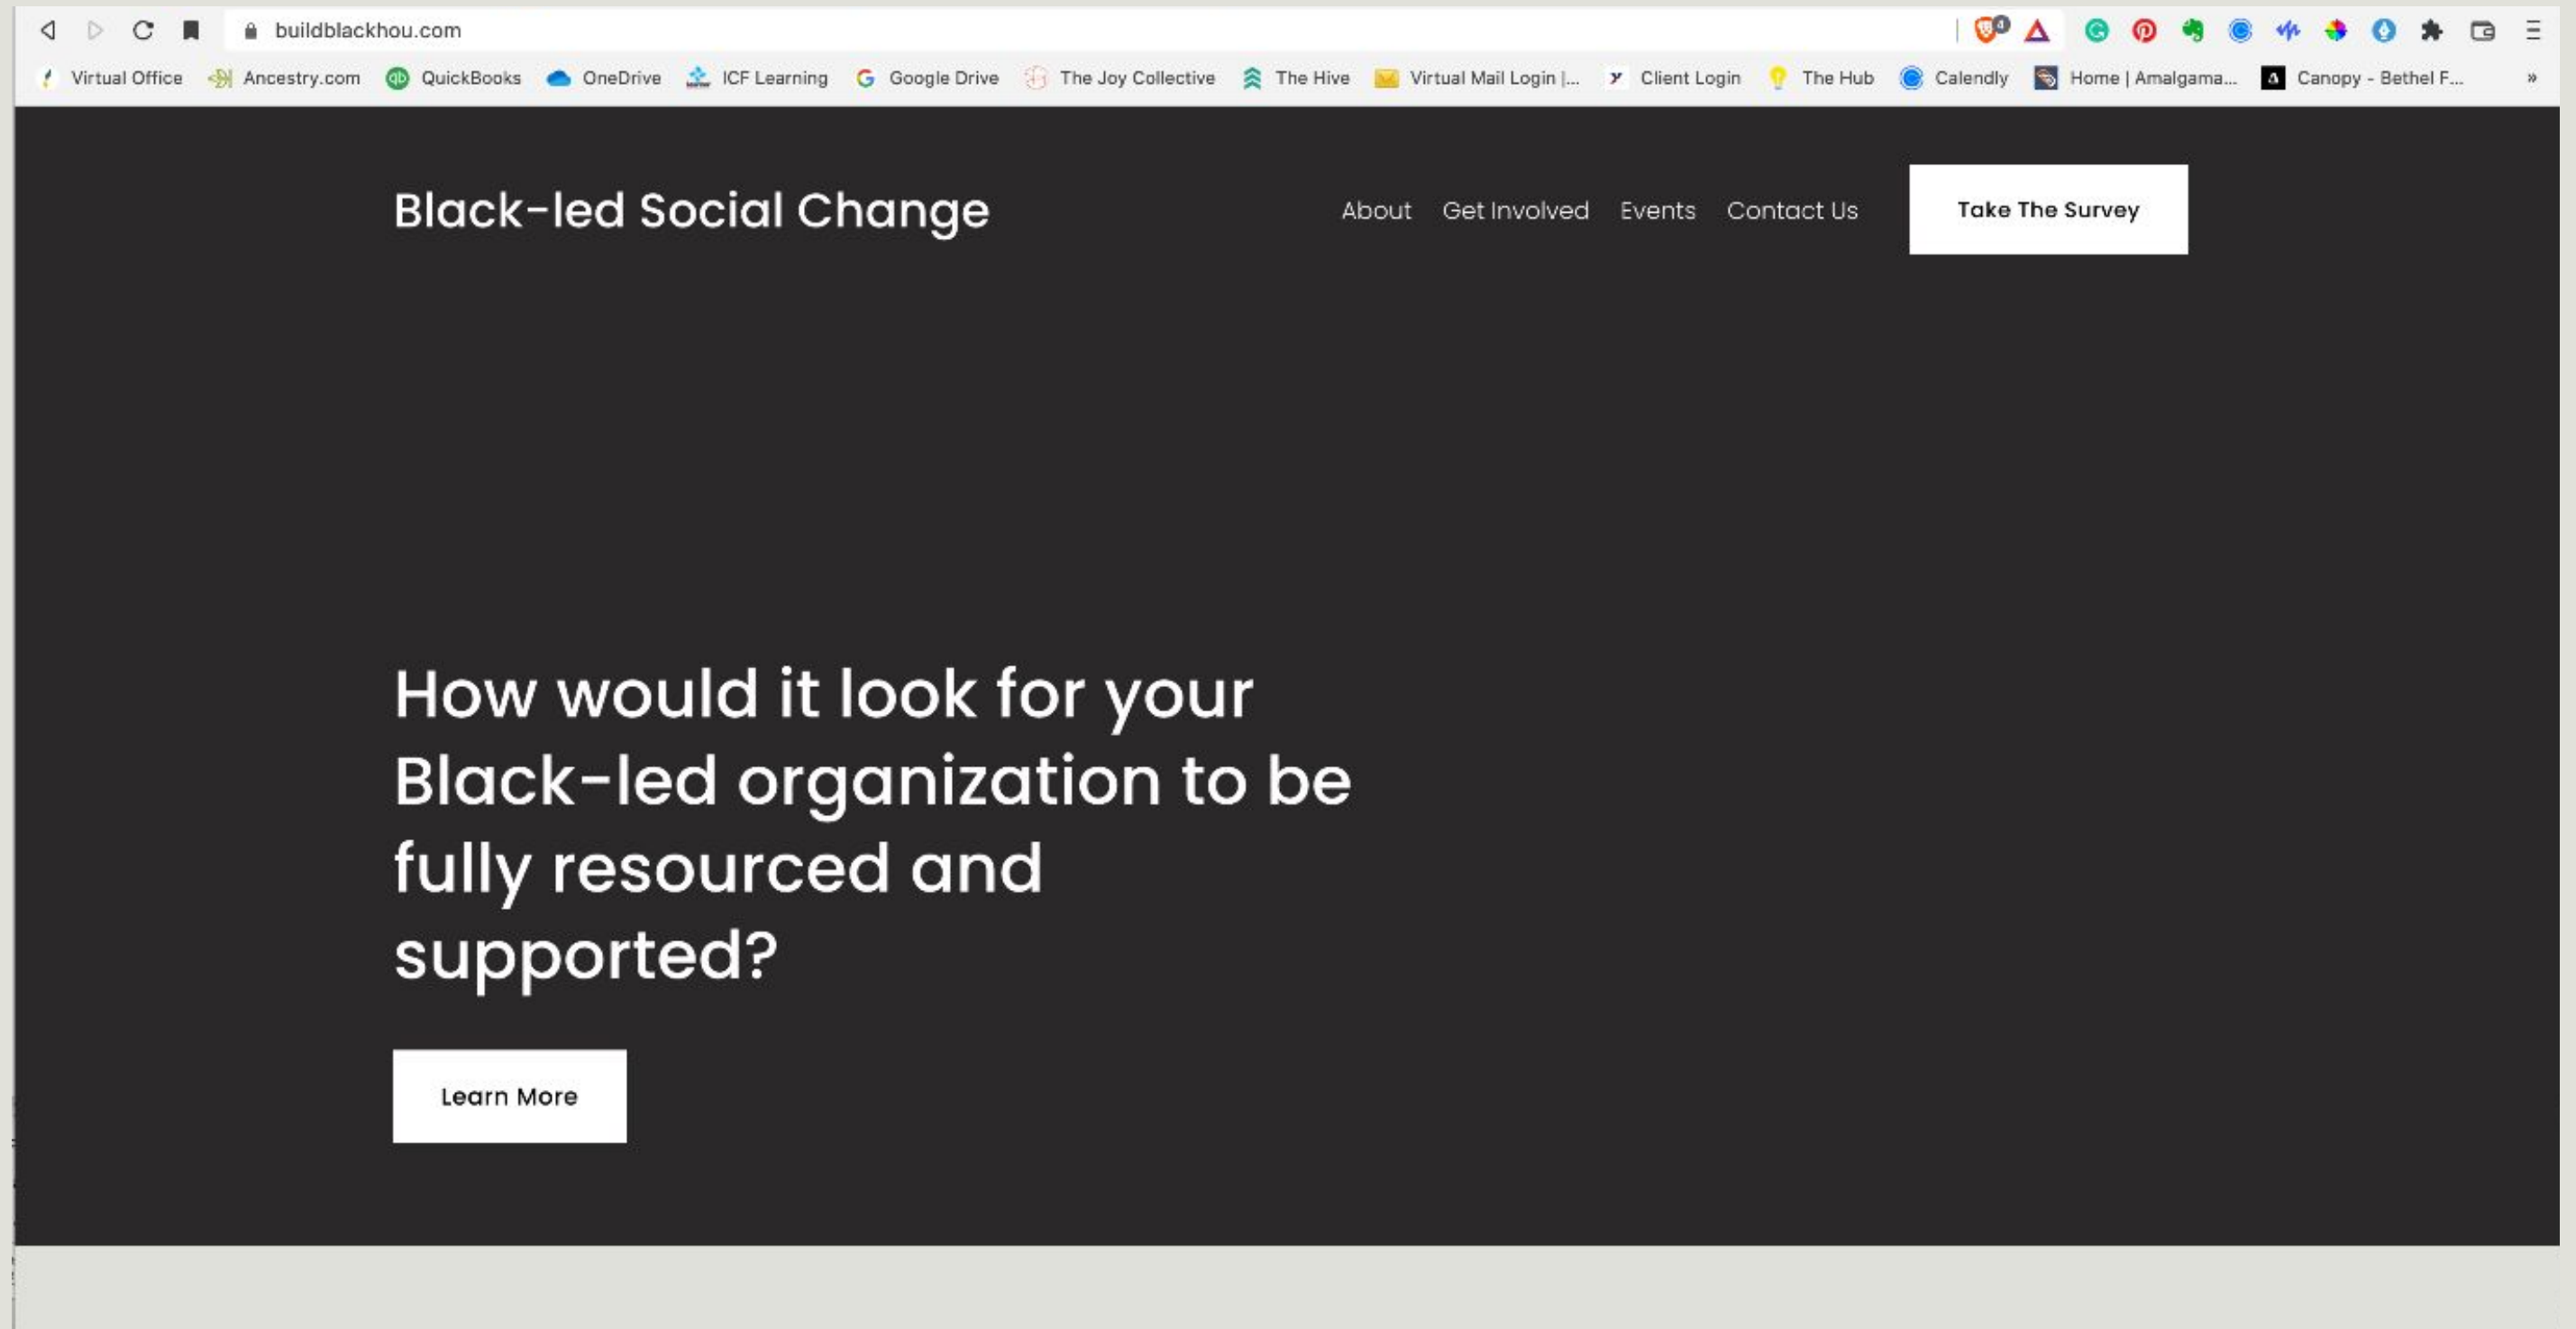 buildblackhou.com
4
Virtual Office Ancestry.com QuickBooks OneDrive ICF Learning Google Drive The Joy Collective The Hive Virtual Mail Login |... Client Login The Hub Calendly Home | Amalgama... Canopy - Bethel F... »
Black-led Social Change
About Get Involved Events Contact Us Take The Survey
How would it look for your
Black-led organization to be
fully resourced and
supported?
Learn More